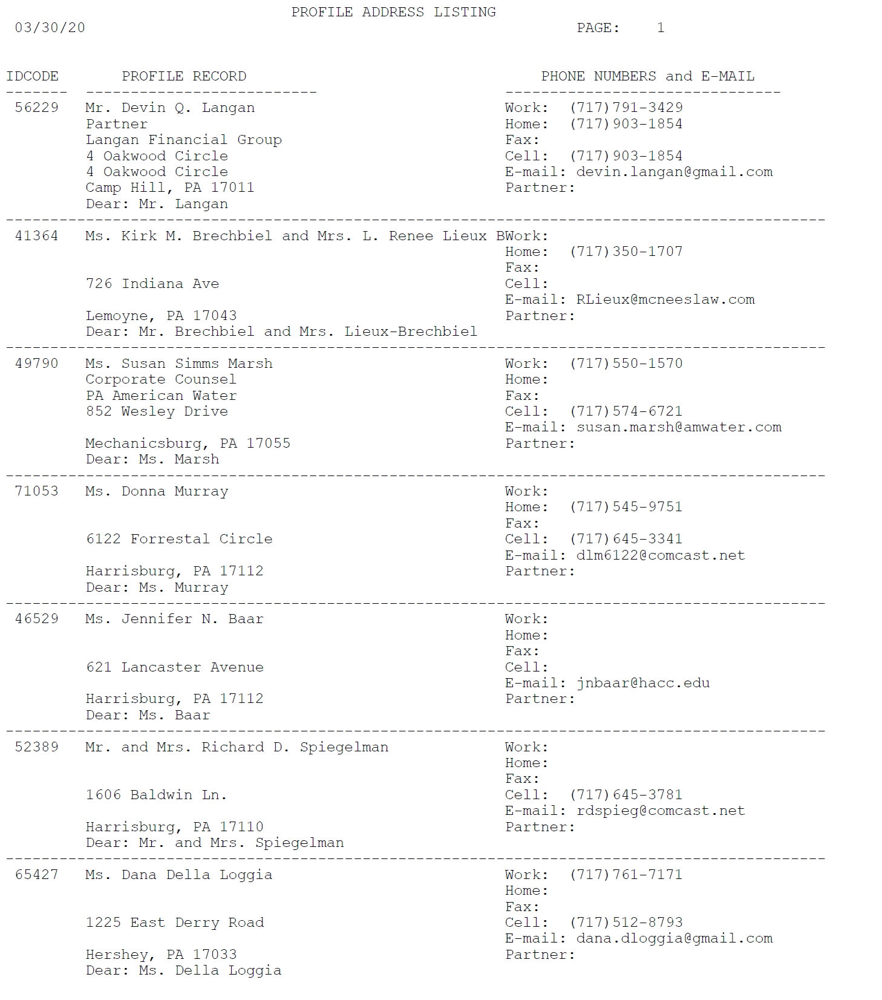 PROFILE ADDRESS LISTING
03/30/20 PAGE: 1
IDCODE PROFILE RECORD PHONE NUMBERS and E-MAIL
------- -------------------------- -------------------------------
56229 Mr. Devin Q. Langan Work: (717)791-3429
Partner Home: (717)903-1854
Langan Financial Group Fax:
4 Oakwood Circle Cell: (717)903-1854
4 Oakwood Circle E-mail: devin.langan@gmail.com
Camp Hill, PA 17011 Partner:
Dear: Mr. Langan
--------------------------------------------------------------------------------------------
41364 Ms. Kirk M. Brechbiel and Mrs. L. Renee Lieux BWork:
Home: (717)350-1707
Fax:
726 Indiana Ave Cell:
E-mail: RLieux@mcneeslaw.com
Lemoyne, PA 17043 Partner:
Dear: Mr. Brechbiel and Mrs. Lieux-Brechbiel
--------------------------------------------------------------------------------------------
49790 Ms. Susan Simms Marsh Work: (717)550-1570
Corporate Counsel Home:
PA American Water Fax:
852 Wesley Drive Cell: (717)574-6721
E-mail: susan.marsh@amwater.com
Mechanicsburg, PA 17055 Partner:
Dear: Ms. Marsh
--------------------------------------------------------------------------------------------
71053 Ms. Donna Murray Work:
Home: (717)545-9751
Fax:
6122 Forrestal Circle Cell: (717)645-3341
E-mail: dlm6122@comcast.net
Harrisburg, PA 17112 Partner:
Dear: Ms. Murray
--------------------------------------------------------------------------------------------
46529 Ms. Jennifer N. Baar Work:
Home:
Fax:
621 Lancaster Avenue Cell:
E-mail: jnbaar@hacc.edu
Harrisburg, PA 17112 Partner:
Dear: Ms. Baar
--------------------------------------------------------------------------------------------
52389 Mr. and Mrs. Richard D. Spiegelman Work:
Home:
Fax:
1606 Baldwin Ln. Cell: (717)645-3781
E-mail: rdspieg@comcast.net
Harrisburg, PA 17110 Partner:
Dear: Mr. and Mrs. Spiegelman
--------------------------------------------------------------------------------------------
65427 Ms. Dana Della Loggia Work: (717)761-7171
Home:
Fax:
1225 East Derry Road Cell: (717)512-8793
E-mail: dana.dloggia@gmail.com
Hershey, PA 17033 Partner:
Dear: Ms. Della Loggia